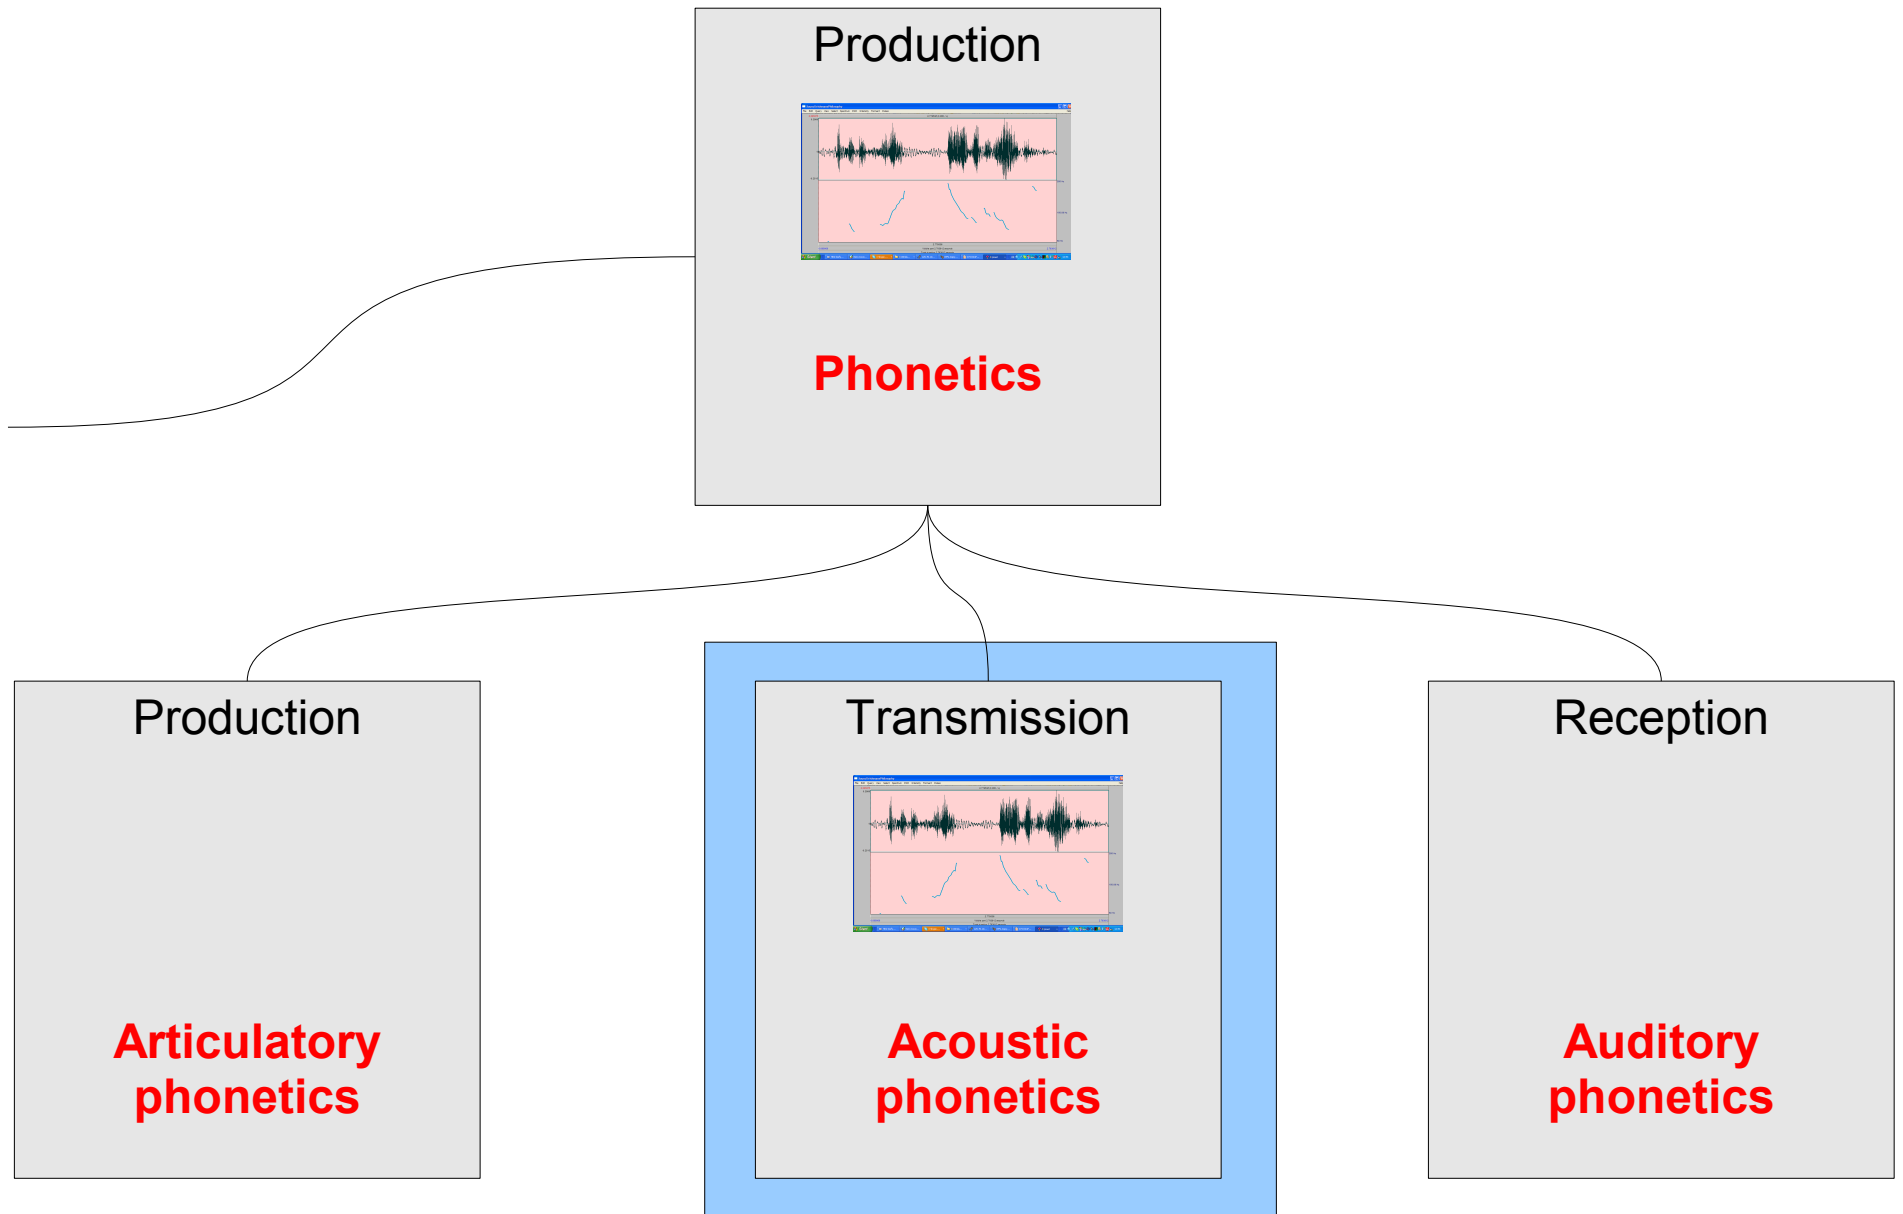 Production
Phonetics
Production
Articulatory
phonetics
Transmission
Acoustic
phonetics
Reception
Auditory
phonetics